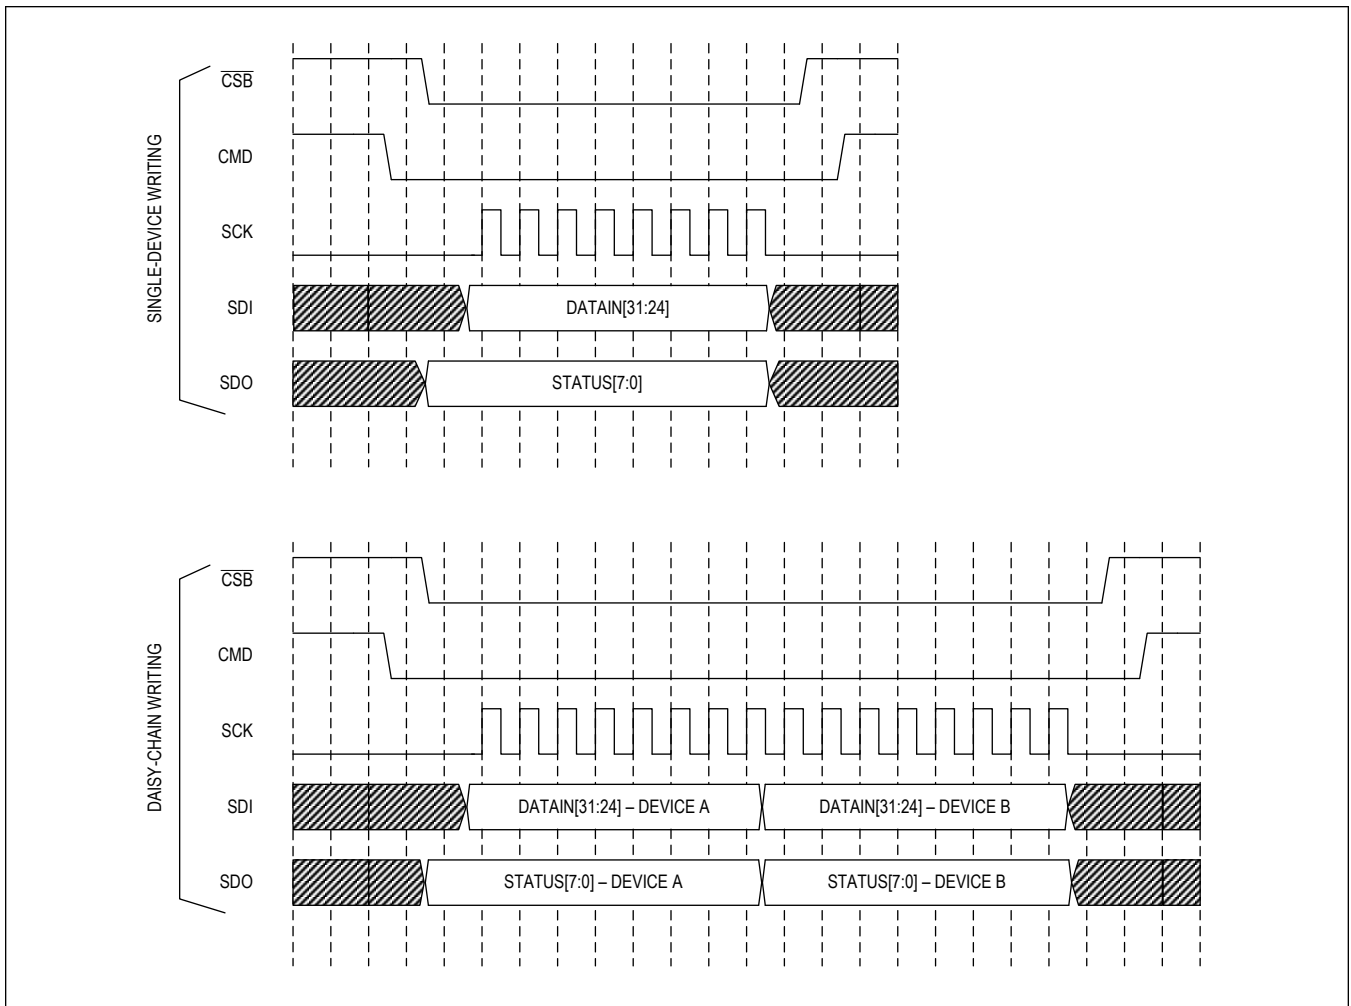 SINGLE-DEVICE WRITING
CSB
CMD
SCK
SDI
DATAIN[31:24]
SDO
STATUS[7:0]
DAISY-CHAIN WRITING
CSB
CMD
SCK
SDI
DATAIN[31:24] – DEVICE A
DATAIN[31:24] – DEVICE B
SDO
STATUS[7:0] – DEVICE A
STATUS[7:0] – DEVICE B